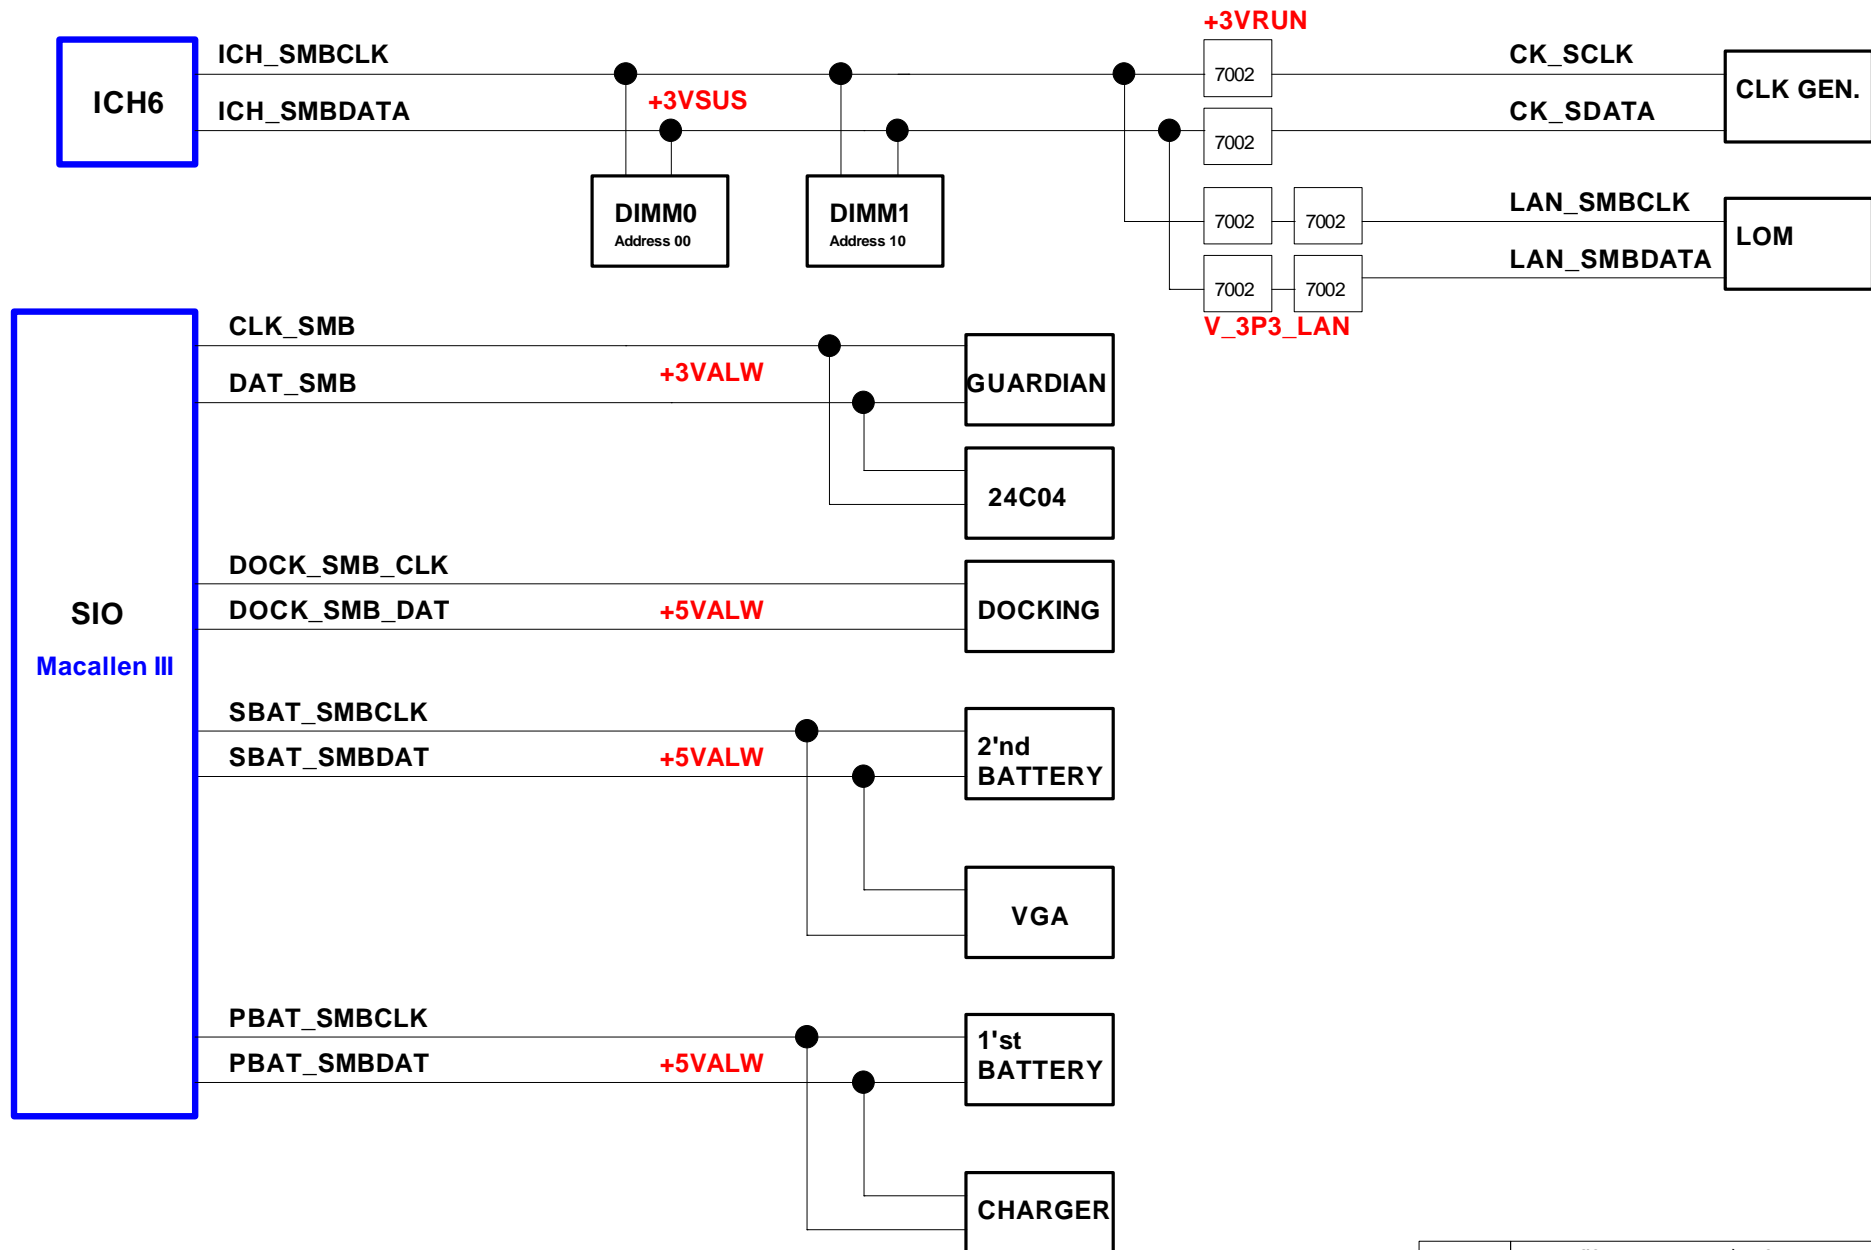 +3VRUN
ICH_SMBCLK
7002
CK_SCLK
ICH6
+3VSUS
CLK GEN.
ICH_SMBDATA
7002
CK_SDATA
DIMM0
Address 00
DIMM1
Address 10
7002
7002
LAN_SMBCLK
LOM
LAN_SMBDATA
7002
7002
V_3P3_LAN
CLK_SMB
+3VALW
DAT_SMB
GUARDIAN
24C04
DOCK_SMB_CLK
SIO
DOCK_SMB_DAT
+5VALW
DOCKING
Macallen III
SBAT_SMBCLK
SBAT_SMBDAT
+5VALW
2'nd
BATTERY
VGA
PBAT_SMBCLK
PBAT_SMBDAT
+5VALW
1'st
BATTERY
CHARGER